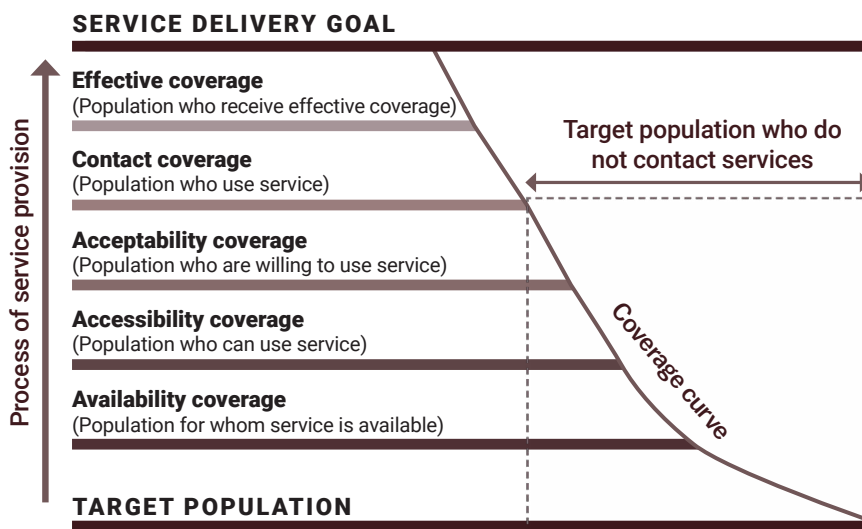 SERVICE DELIVERY GOAL
Effective coverage
(Population who receive effective coverage)
Contact coverage
(Population who use service)
Acceptability coverage
(Population who are willing to use service)
Accessibility coverage
(Population who can use service)
Availability coverage
(Population for whom service is available)
TARGET POPULATION
Process of service provision
Target population who do
not contact services
Coverage curve